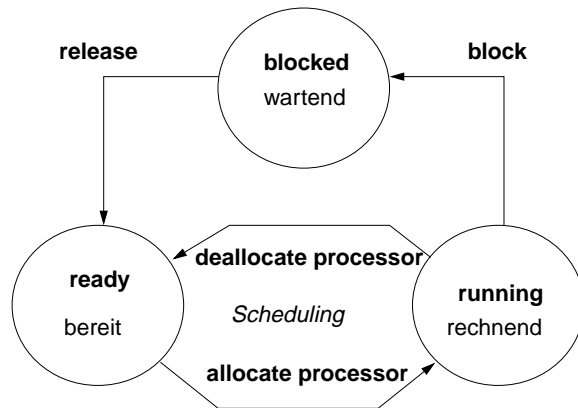 release
block
blocked
wartend
deallocate processor
ready
running
bereit
Scheduling
rechnend
allocate processor